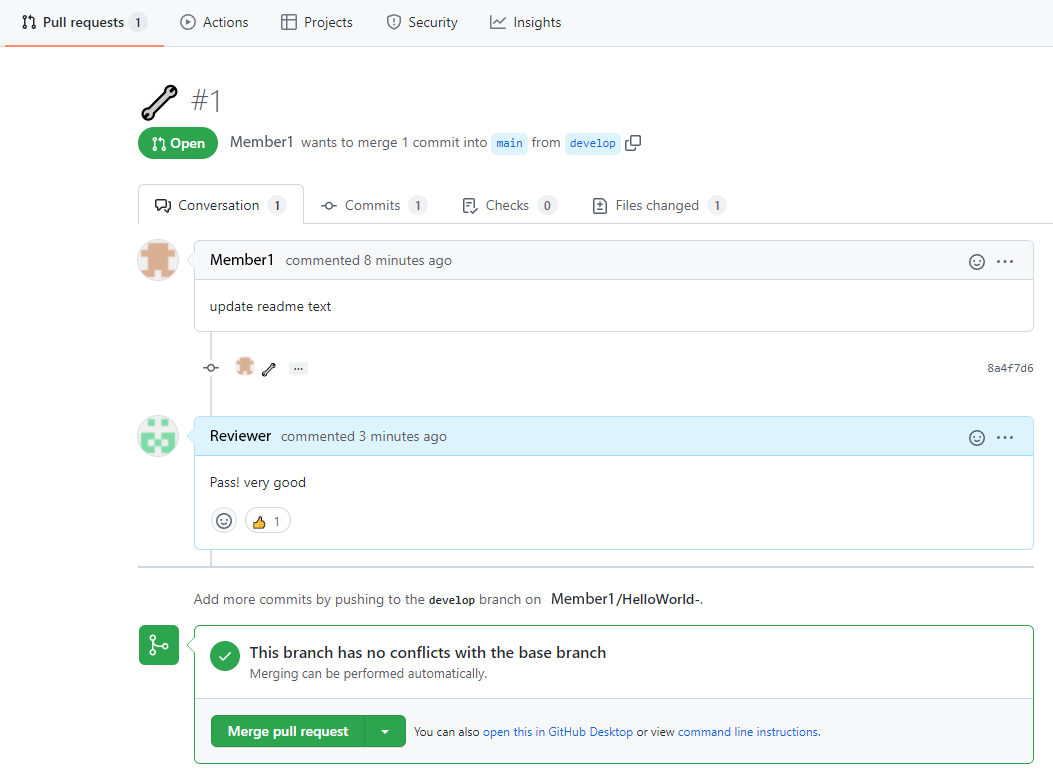 Pull requests 1 Actions Projects Security Insights
#1
Open Member1 wants to merge 1 commit into main from develop
Conversation 1 Commits 1 Checks 0 Files changed 1
Member1 commented 8 minutes ago ...
update readme text
... 8a4f7d6
Reviewer commented 3 minutes ago ...
Pass! very good
1
Add more commits by pushing to the develop branch on Member1/HelloWorld-.
This branch has no conflicts with the base branch
Merging can be performed automatically.
Merge pull request You can also open this in GitHub Desktop or view command line instructions.